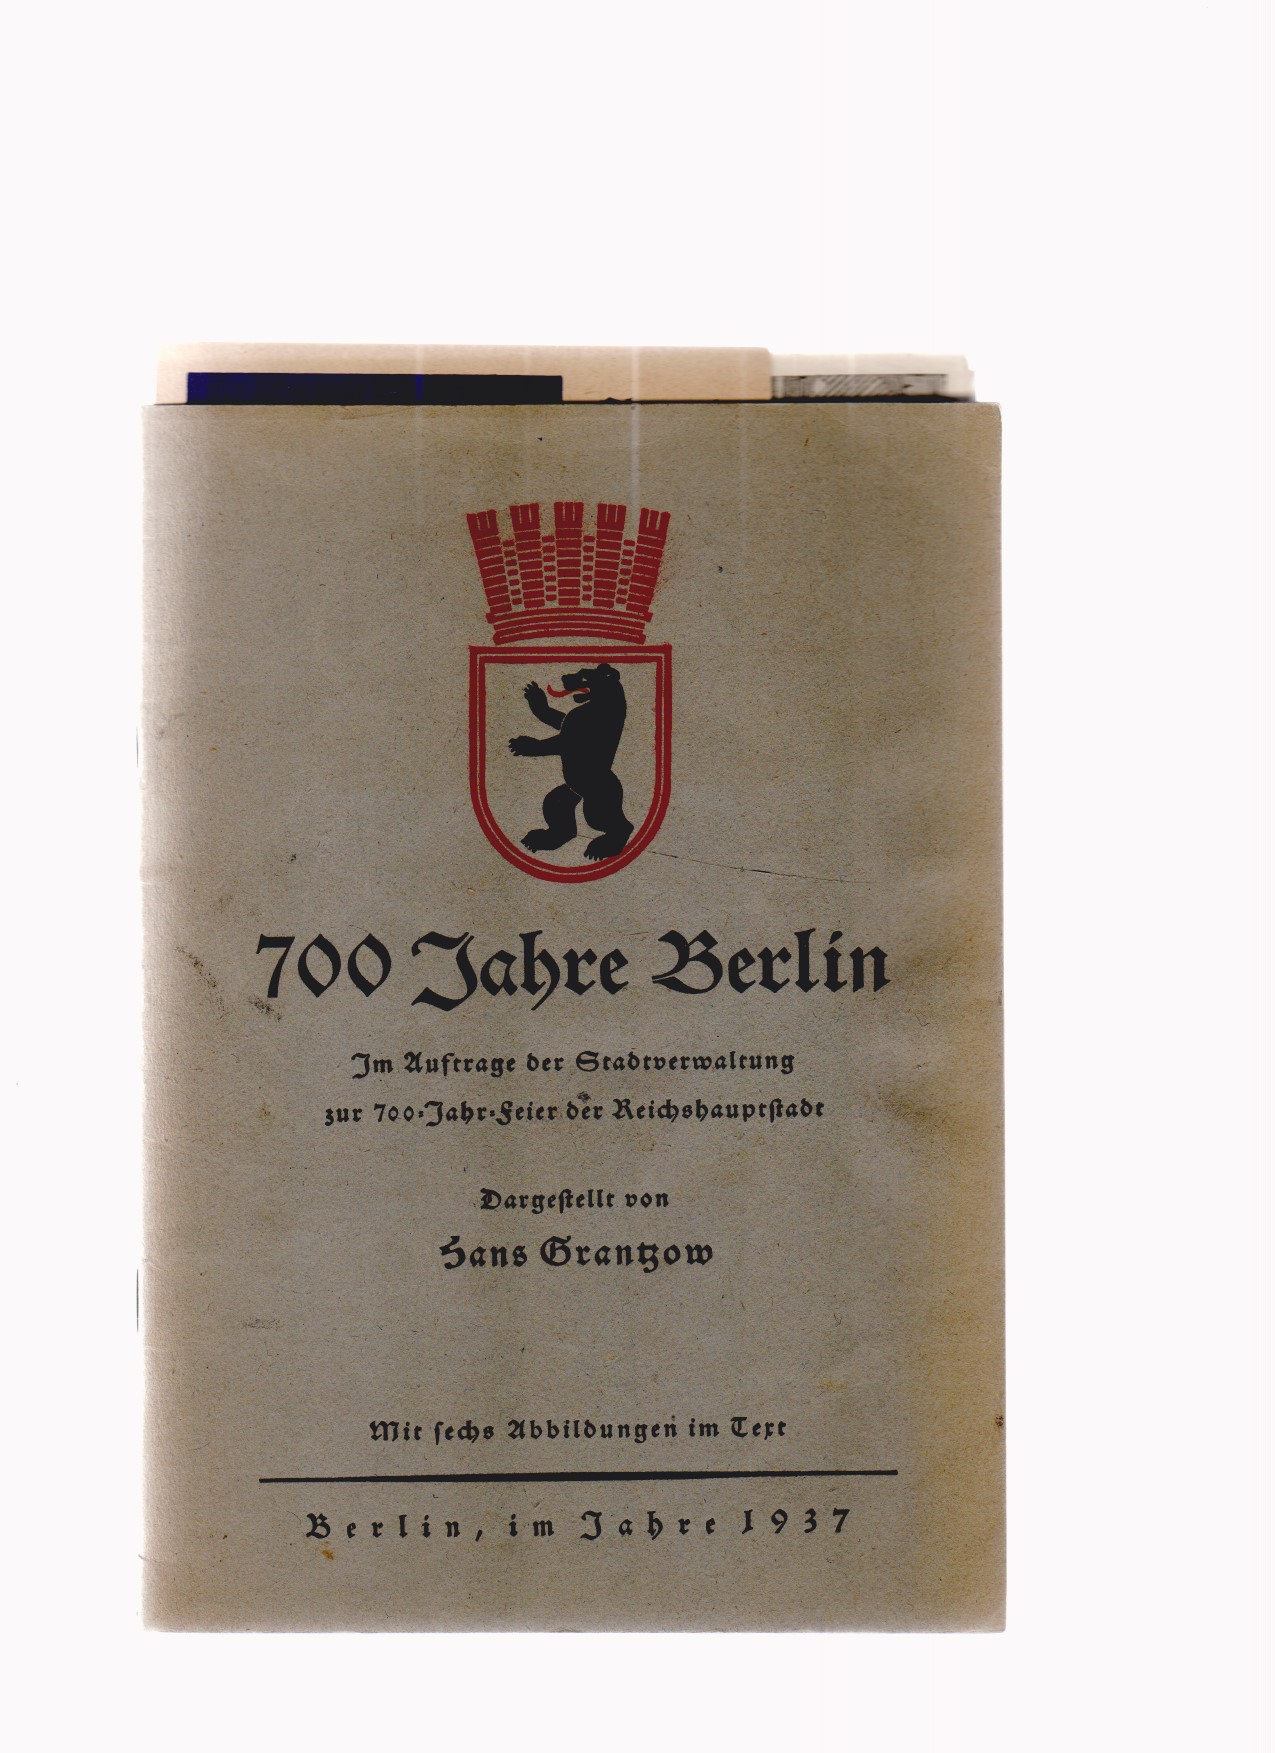 700 Jahre Berlin
Im Auftrage der Stadtverwaltung
zur 700-Jahr-Feier der Reichshauptstadt
Dargestellt von
Hans Grantzow
Mit sechs Abbildungen im Text
Berlin, im Jahre 1937